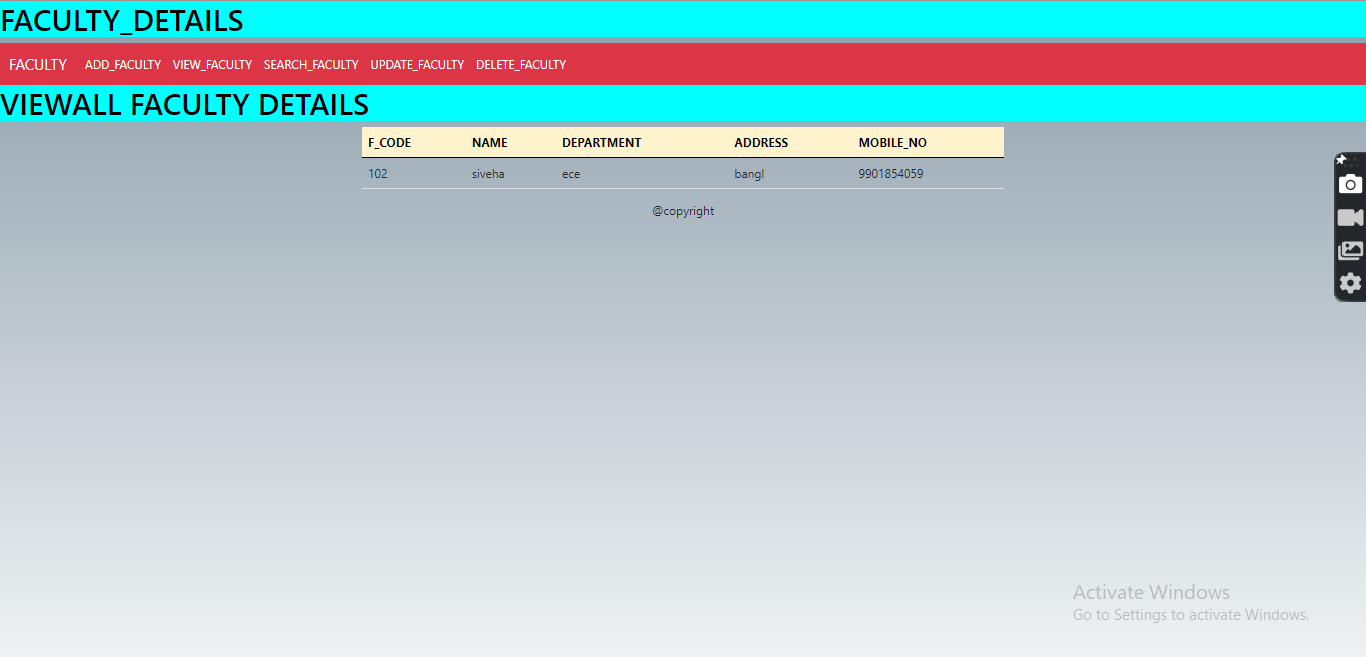 FACULTY_DETAILS
FACULTY ADD_FACULTY VIEW_FACULTY SEARCH_FACULTY UPDATE_FACULTY DELETE_FACULTY
VIEWALL FACULTY DETAILS
F_CODE NAME DEPARTMENT ADDRESS MOBILE_NO
102 siveha ece bangl 9901854059
@copyright
Activate Windows
Go to Settings to activate Windows.